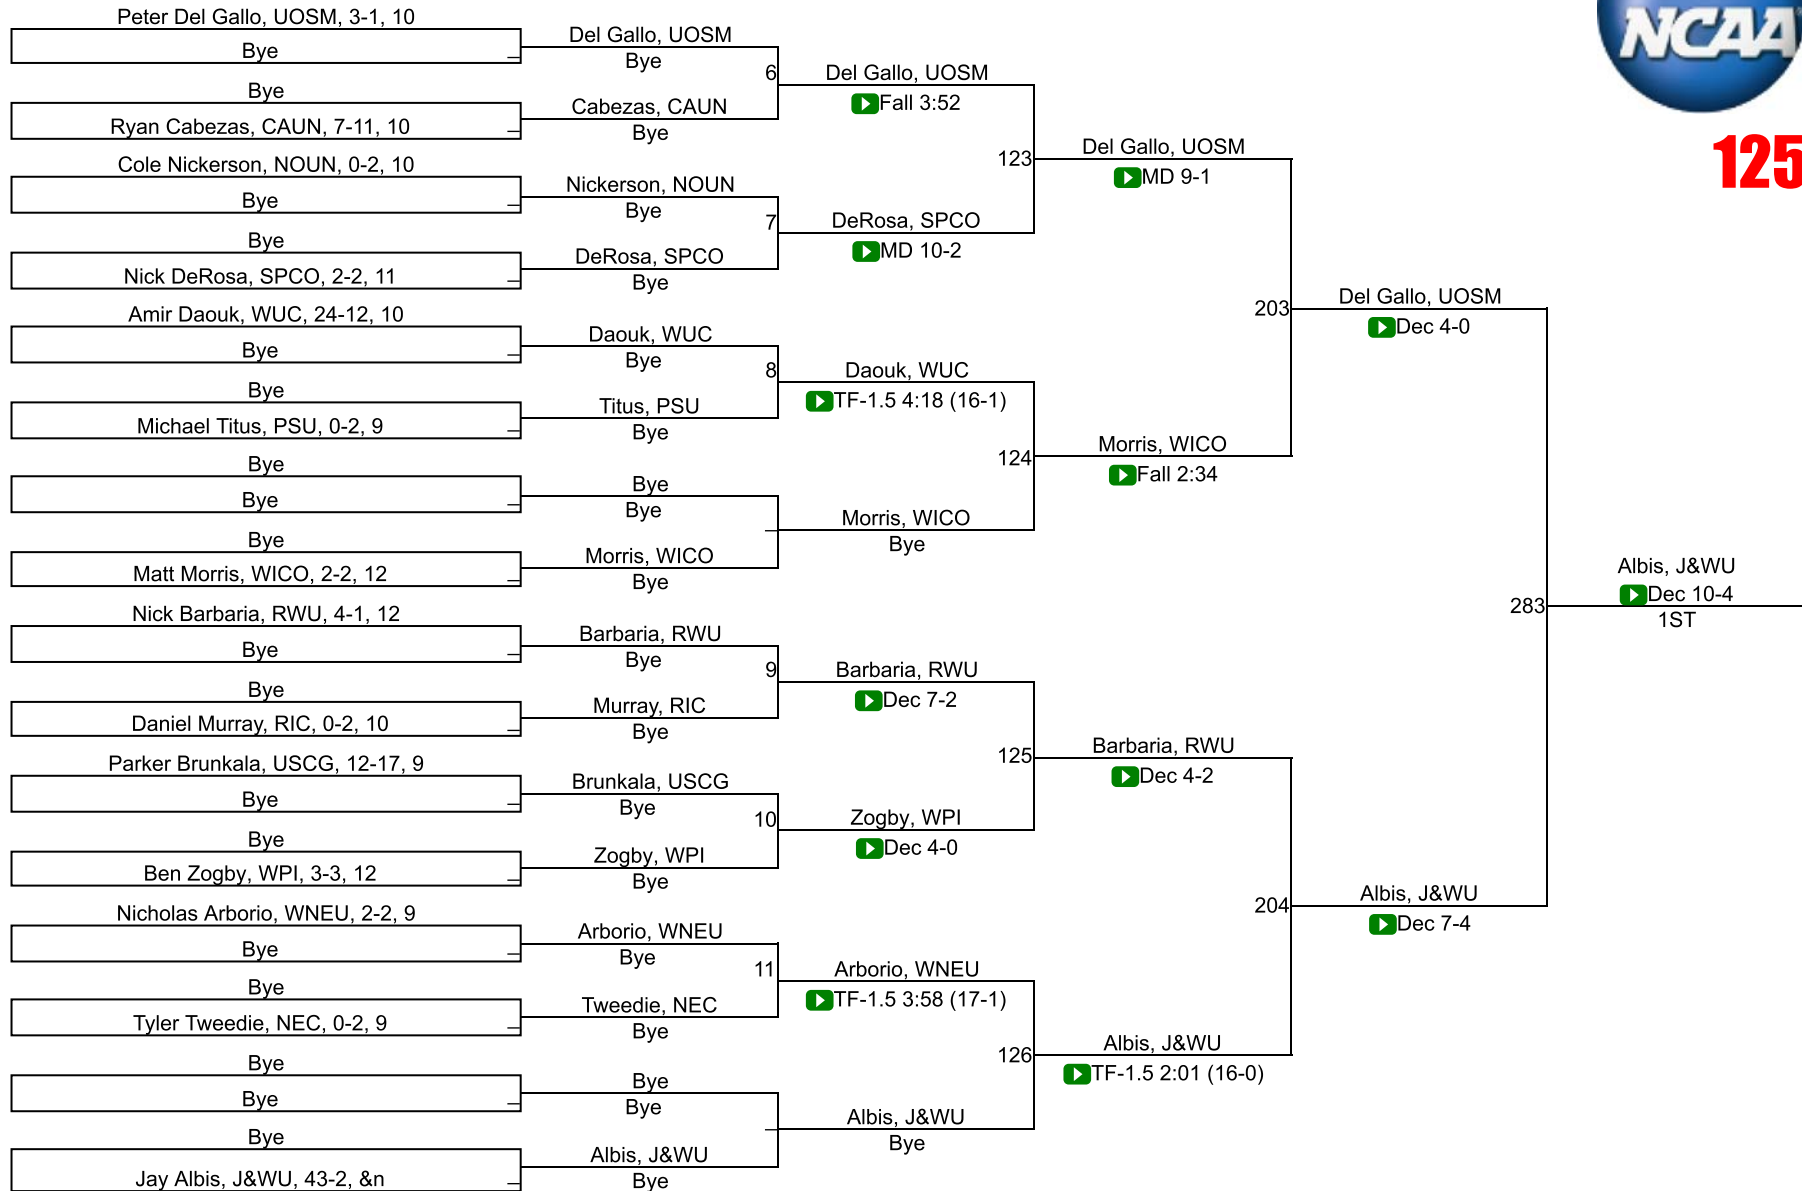 Peter Del Gallo, UOSM, 3-1, 10
Bye
Bye
Ryan Cabezas, CAUN, 7-11, 10
Cole Nickerson, NOUN, 0-2, 10
Bye
Bye
Nick DeRosa, SPCO, 2-2, 11
Amir Daouk, WUC, 24-12, 10
Bye
Bye
Michael Titus, PSU, 0-2, 9
Bye
Bye
Bye
Matt Morris, WICO, 2-2, 12
Nick Barbaria, RWU, 4-1, 12
Bye
Bye
Daniel Murray, RIC, 0-2, 10
Parker Brunkala, USCG, 12-17, 9
Bye
Bye
Ben Zogby, WPI, 3-3, 12
Nicholas Arborio, WNEU, 2-2, 9
Bye
Bye
Tyler Tweedie, NEC, 0-2, 9
Bye
Bye
Bye
Jay Albis, J&WU, 43-2, &n
Del Gallo, UOSM
Bye
6
Cabezas, CAUN
Bye
Nickerson, NOUN
Bye
7
DeRosa, SPCO
Bye
Daouk, WUC
Bye
8
Titus, PSU
Bye
Bye
Bye
Morris, WICO
Bye
Barbaria, RWU
Bye
9
Murray, RIC
Bye
Brunkala, USCG
Bye
10
Zogby, WPI
Bye
Arborio, WNEU
Bye
11
Tweedie, NEC
Bye
Bye
Bye
Albis, J&WU
Bye
Del Gallo, UOSM
Fall 3:52
123
DeRosa, SPCO
MD 10-2
Daouk, WUC
TF-1.5 4:18 (16-1)
124
Morris, WICO
Bye
Barbaria, RWU
Dec 7-2
125
Zogby, WPI
Dec 4-0
Arborio, WNEU
TF-1.5 3:58 (17-1)
126
Albis, J&WU
Bye
Del Gallo, UOSM
MD 9-1
203
Morris, WICO
Fall 2:34
Barbaria, RWU
Dec 4-2
204
Albis, J&WU
TF-1.5 2:01 (16-0)
Del Gallo, UOSM
Dec 4-0
283
Albis, J&WU
Dec 7-4
Albis, J&WU
Dec 10-4
1ST
NCAA
125